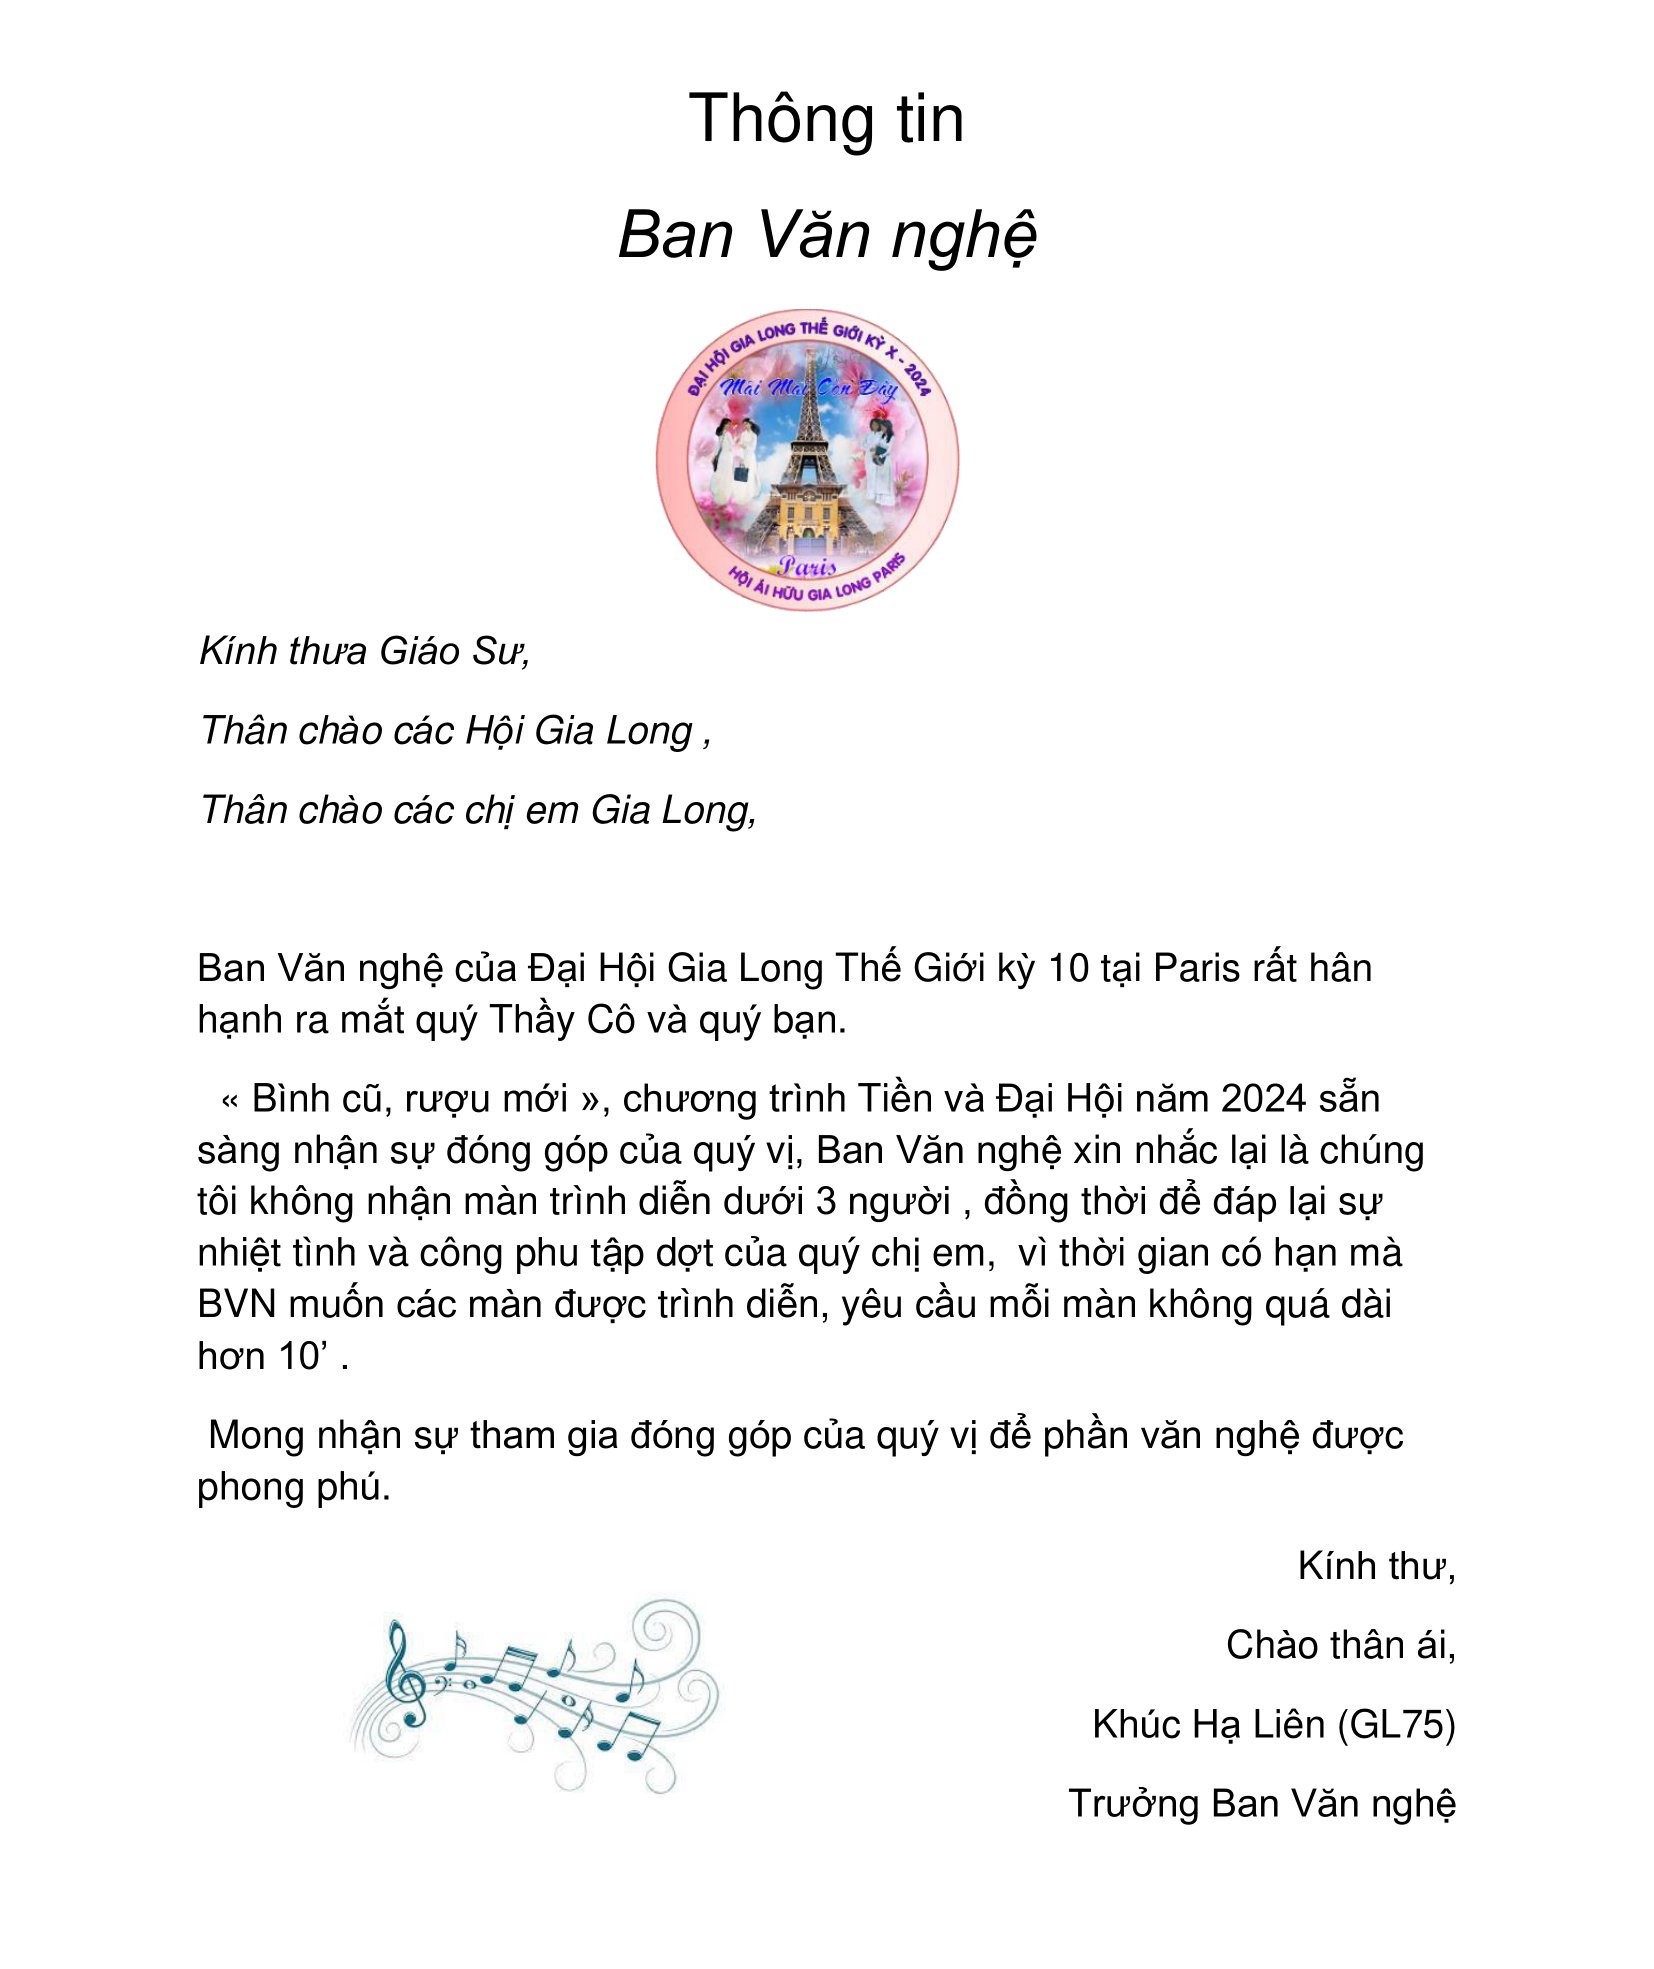 Thông tin
Ban Văn nghệ
ĐẠI HỘI GIA LONG THẾ GIỚI KỲ X - 2024
Mãi Mãi Còn Đây
Paris
HỘI ÁI HỮU GIA LONG PARIS
Kính thưa Giáo Sư,
Thân chào các Hội Gia Long ,
Thân chào các chị em Gia Long,
Ban Văn nghệ của Đại Hội Gia Long Thế Giới kỳ 10 tại Paris rất hân
hạnh ra mắt quý Thầy Cô và quý bạn.
« Bình cũ, rượu mới », chương trình Tiền và Đại Hội năm 2024 sẵn
sàng nhận sự đóng góp của quý vị, Ban Văn nghệ xin nhắc lại là chúng
tôi không nhận màn trình diễn dưới 3 người , đồng thời để đáp lại sự
nhiệt tình và công phu tập dợt của quý chị em,  vì thời gian có hạn mà
BVN muốn các màn được trình diễn, yêu cầu mỗi màn không quá dài
hơn 10’ .
Mong nhận sự tham gia đóng góp của quý vị để phần văn nghệ được
phong phú.
Kính thư,
Chào thân ái,
Khúc Hạ Liên (GL75)
Trưởng Ban Văn nghệ